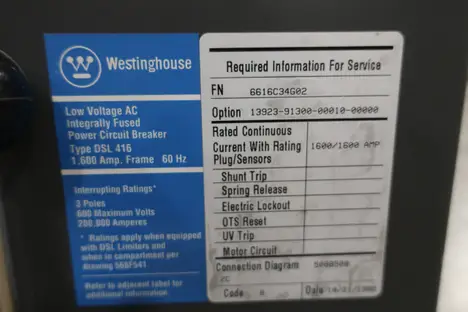 Westinghouse
Low Voltage AC
Integrally Fused
Power Circuit Breaker
Type DSL 416
1,600 Amp. Frame 60 Hz
Interrupting Ratings*
3 Poles
600 Maximum Volts
200,000 Amperes
* Ratings apply when equipped
with DSL Limiters and
when in compartment per
drawing 568F541
Refer to adjacent label for
additional information.
Required Information For Service
FN 6616C34G02
Option 13923-91300-00010-00000
Rated Continuous
Current With Rating 1600/1600 AMP
Plug/Sensors
Shunt Trip
Spring Release
Electric Lockout
OTS Reset
UV Trip
Motor Circuit
Connection Diagram 508B508
Code Date